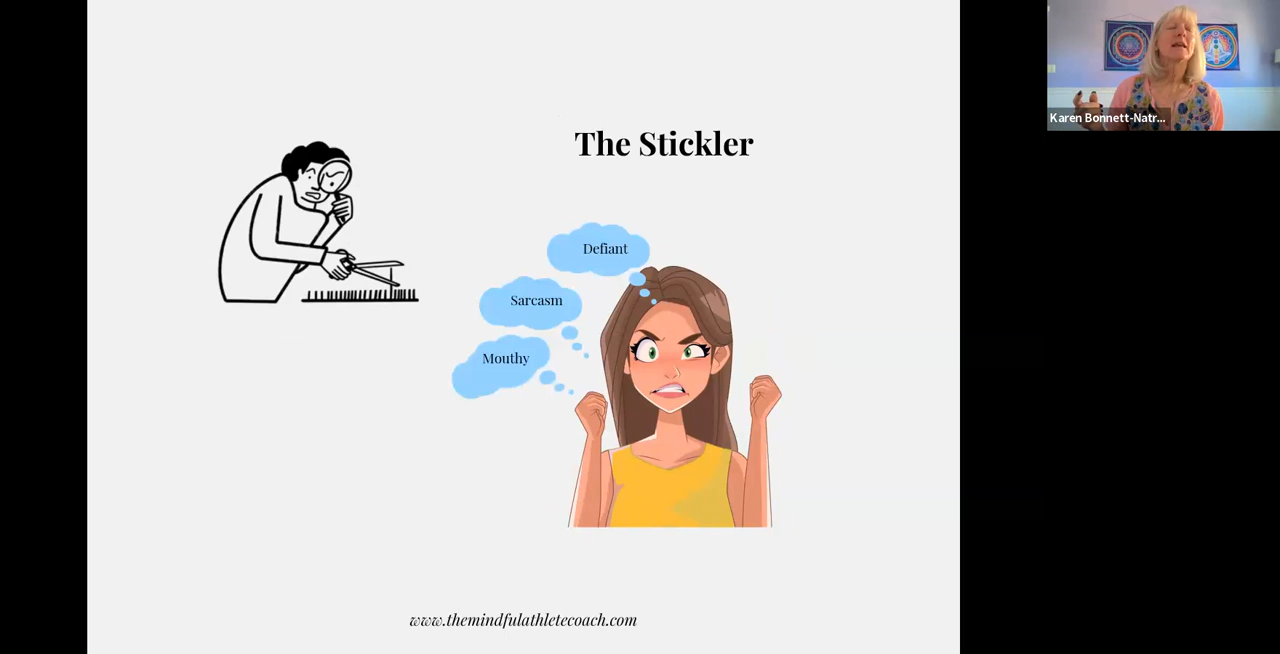 Karen Bonnett-Natr...
The Stickler
Defiant
Sarcasm
Mouthy
www.themindfulathletecoach.com